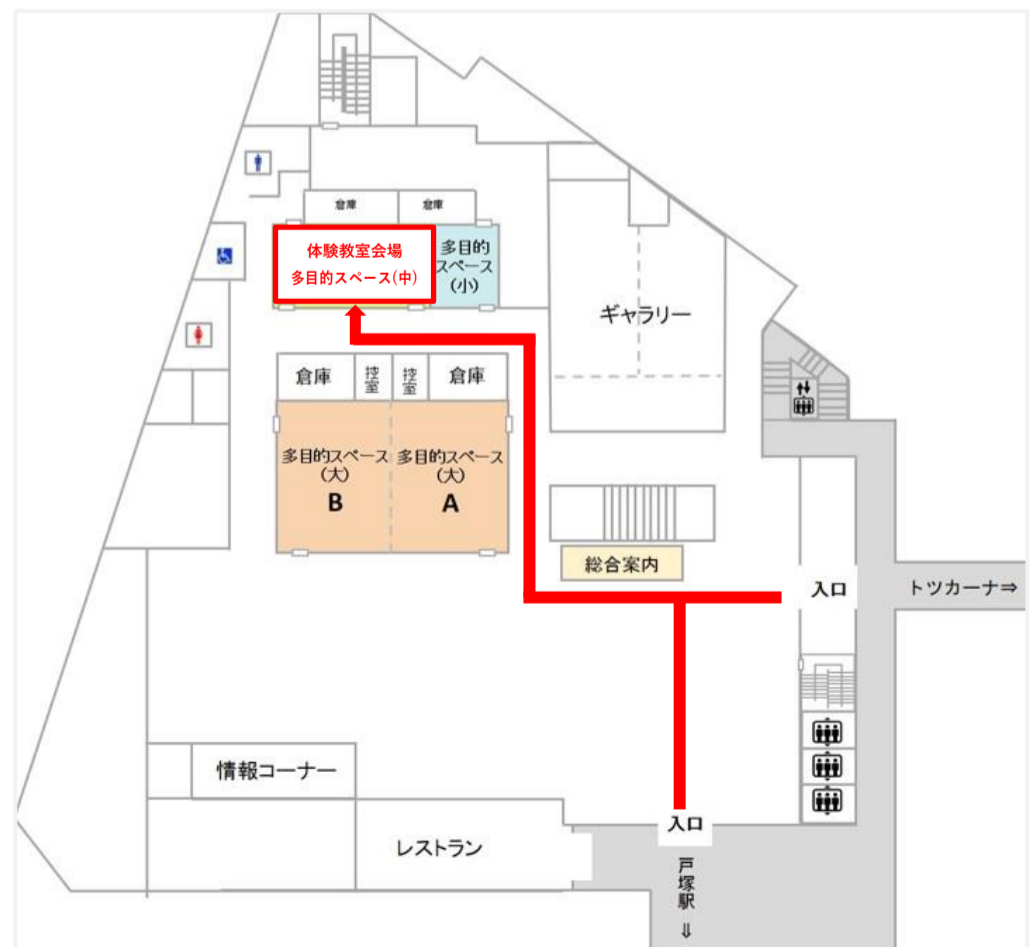 倉庫
倉庫
体験教室会場
多目的スペース(中)
多目的
スペース
(小)
ギャラリー
倉庫
控室
控室
倉庫
多目的スペース
(大)
B
多目的スペース
(大)
A
総合案内
入口
トツカーナ⇒
情報コーナー
レストラン
入口
戸塚駅
⇓